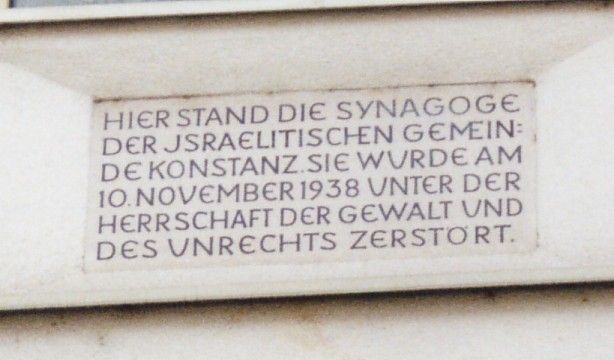 HIER STAND DIE SYNAGOGE
DER JSRAELITISCHEN GEMEIN=
DE KONSTANZ. SIE WURDE AM
10. NOVEMBER 1938 UNTER DER
HERRSCHAFT DER GEWALT UND
DES UNRECHTS ZERSTÖRT.